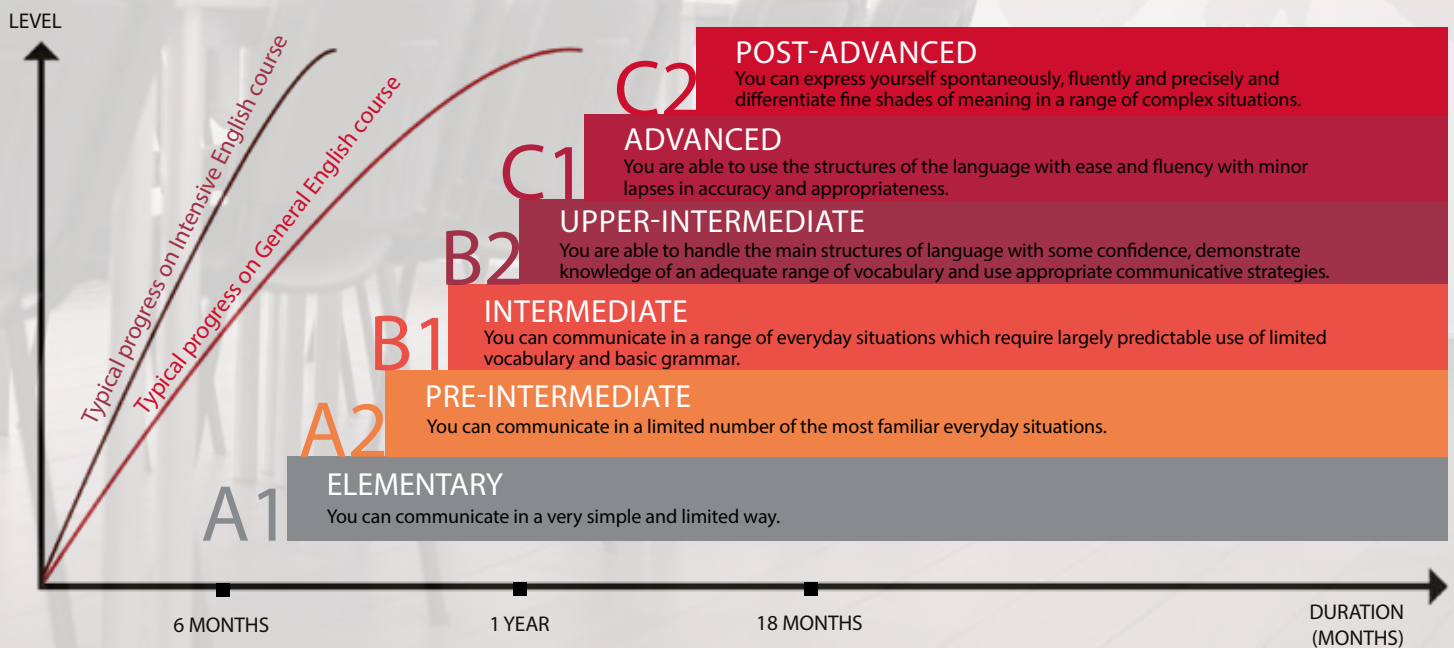 LEVEL
Typical progress on Intensive English course
Typical progress on General English course
C2
POST-ADVANCED
You can express yourself spontaneously, fluently and precisely and
differentiate fine shades of meaning in a range of complex situations.
C1
ADVANCED
You are able to use the structures of the language with ease and fluency with minor
lapses in accuracy and appropriateness.
B2
UPPER-INTERMEDIATE
You are able to handle the main structures of language with some confidence, demonstrate
knowledge of an adequate range of vocabulary and use appropriate communicative strategies.
B1
INTERMEDIATE
You can communicate in a range of everyday situations which require largely predictable use of limited
vocabulary and basic grammar.
A2
PRE-INTERMEDIATE
You can communicate in a limited number of the most familiar everyday situations.
A1
ELEMENTARY
You can communicate in a very simple and limited way.
6 MONTHS
1 YEAR
18 MONTHS
DURATION
(MONTHS)